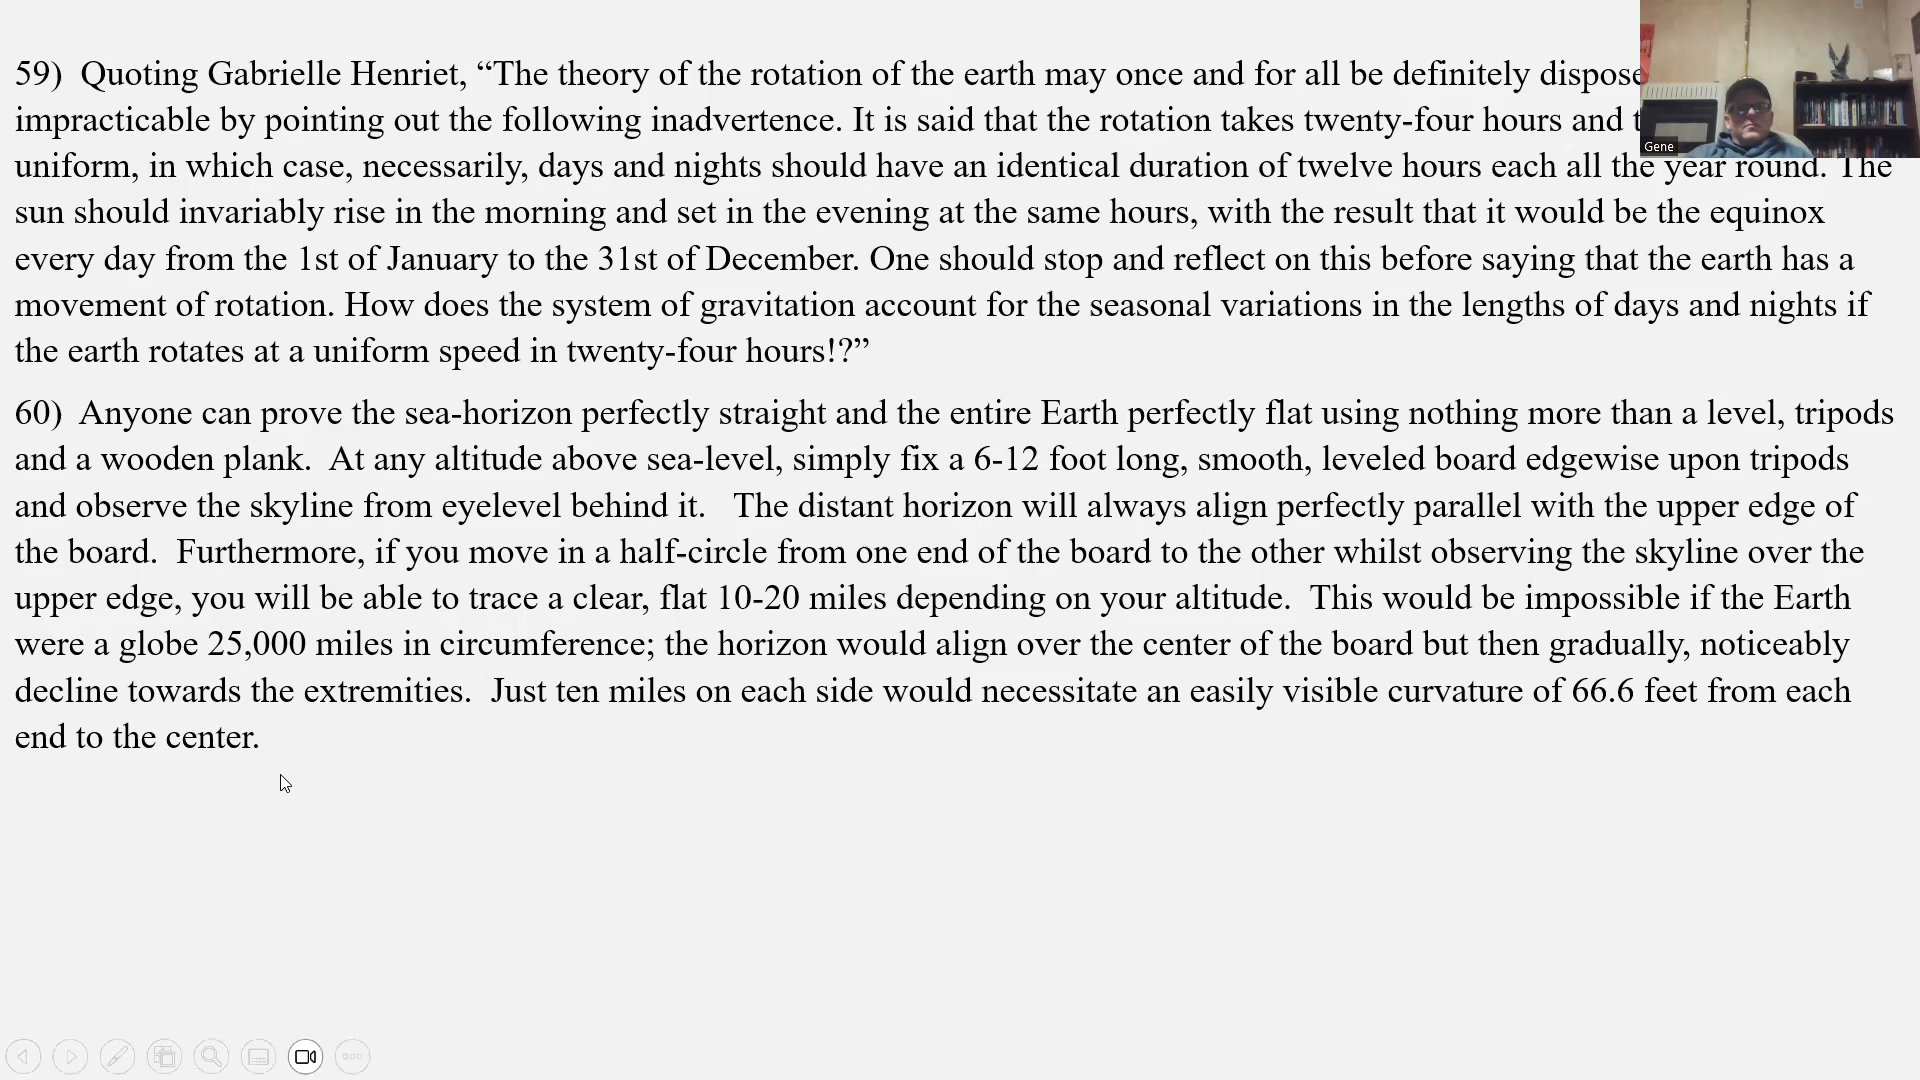 59)  Quoting Gabrielle Henriet, “The theory of the rotation of the earth may once and for all be definitely
impracticable by pointing out the following inadvertence. It is said that the rotation takes twenty-four hours and
uniform, in which case, necessarily, days and nights should have an identical duration of twelve hours each all the year round. The
sun should invariably rise in the morning and set in the evening at the same hours, with the result that it would be the equinox
every day from the 1st of January to the 31st of December. One should stop and reflect on this before saying that the earth has a
movement of rotation. How does the system of gravitation account for the seasonal variations in the lengths of days and nights if
the earth rotates at a uniform speed in twenty-four hours!?”
60)  Anyone can prove the sea-horizon perfectly straight and the entire Earth perfectly flat using nothing more than a level, tripods
and a wooden plank.  At any altitude above sea-level, simply fix a 6-12 foot long, smooth, leveled board edgewise upon tripods
and observe the skyline from eyelevel behind it.   The distant horizon will always align perfectly parallel with the upper edge of
the board.  Furthermore, if you move in a half-circle from one end of the board to the other whilst observing the skyline over the
upper edge, you will be able to trace a clear, flat 10-20 miles depending on your altitude.  This would be impossible if the Earth
were a globe 25,000 miles in circumference; the horizon would align over the center of the board but then gradually, noticeably
decline towards the extremities.  Just ten miles on each side would necessitate an easily visible curvature of 66.6 feet from each
end to the center.
Gene